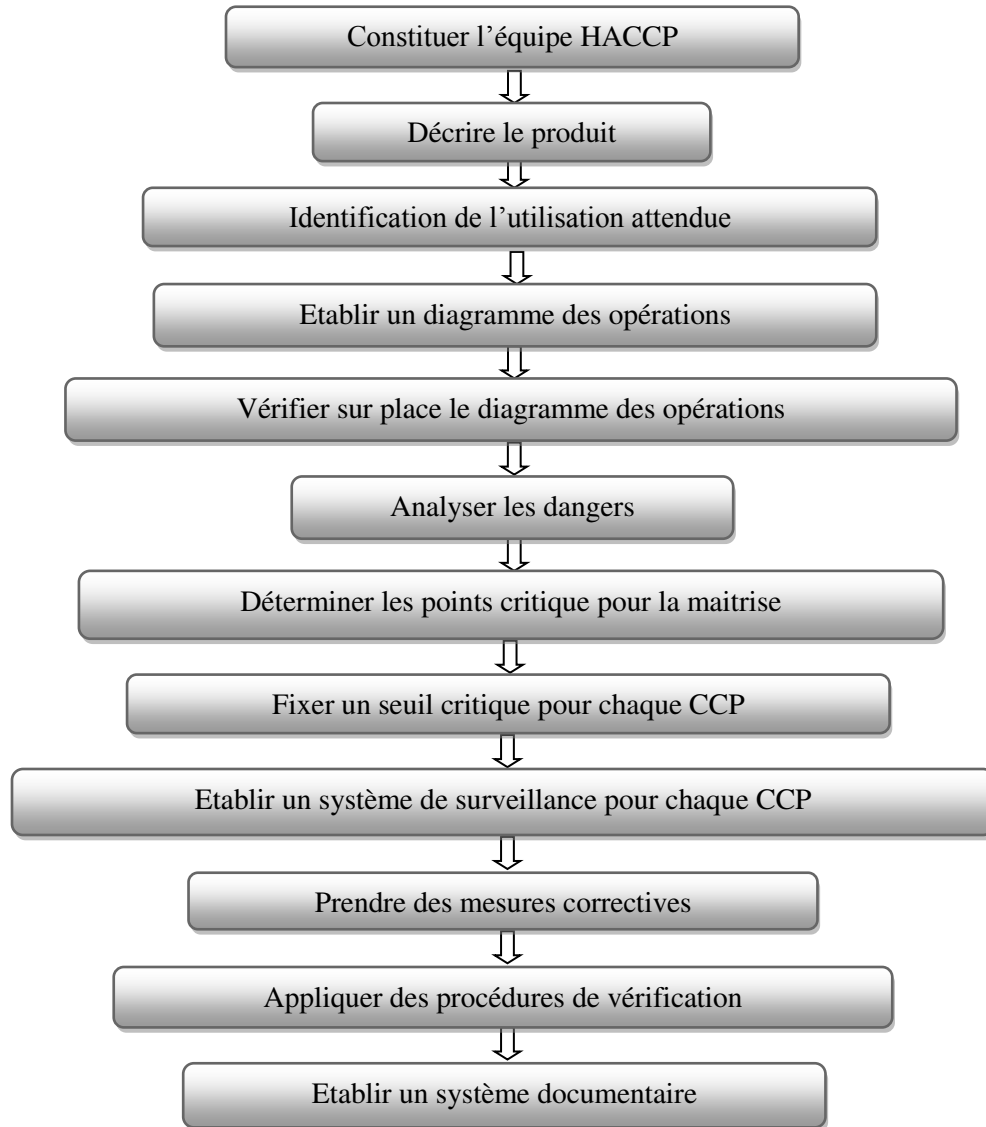 Constituer l’équipe HACCP
Décrire le produit
Identification de l’utilisation attendue
Etablir un diagramme des opérations
Vérifier sur place le diagramme des opérations
Analyser les dangers
Déterminer les points critique pour la maitrise
Fixer un seuil critique pour chaque CCP
Etablir un système de surveillance pour chaque CCP
Prendre des mesures correctives
Appliquer des procédures de vérification
Etablir un système documentaire